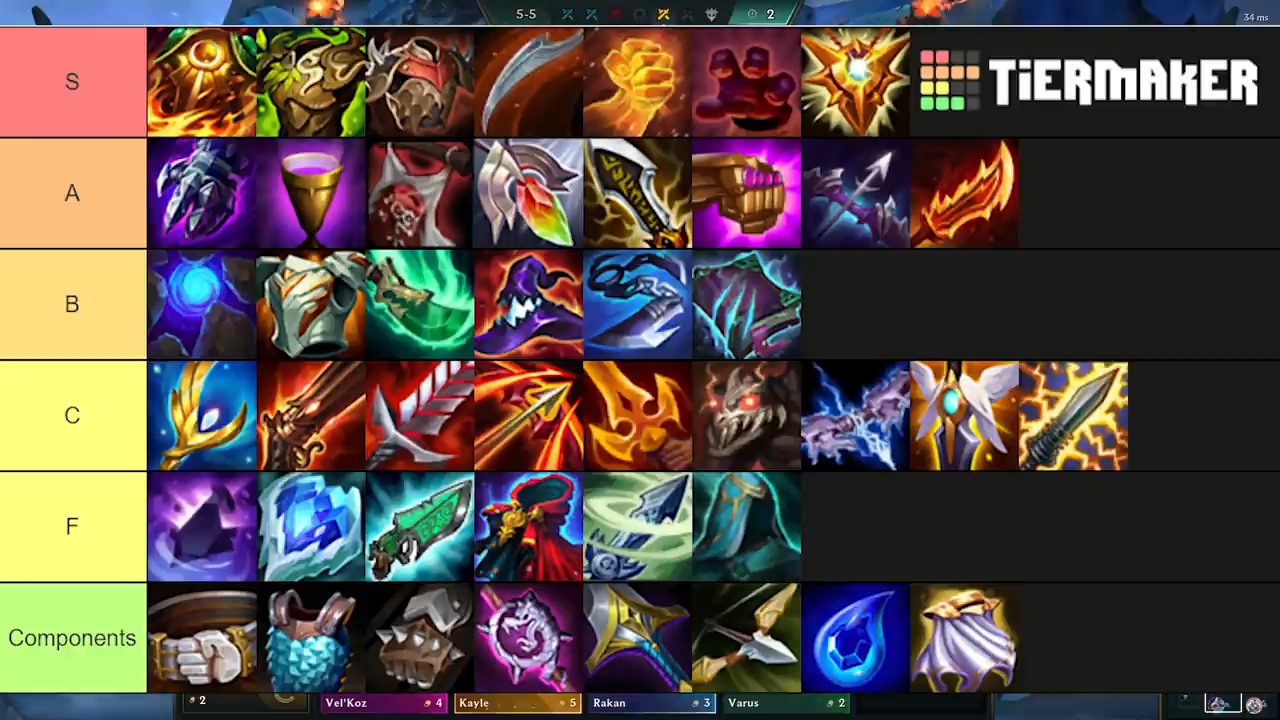 5-5
2
34 ms
S
TiERMAKER
A
B
C
F
Components
2
Vel'Koz 4
Kayle 5
Rakan 3
Varus 2